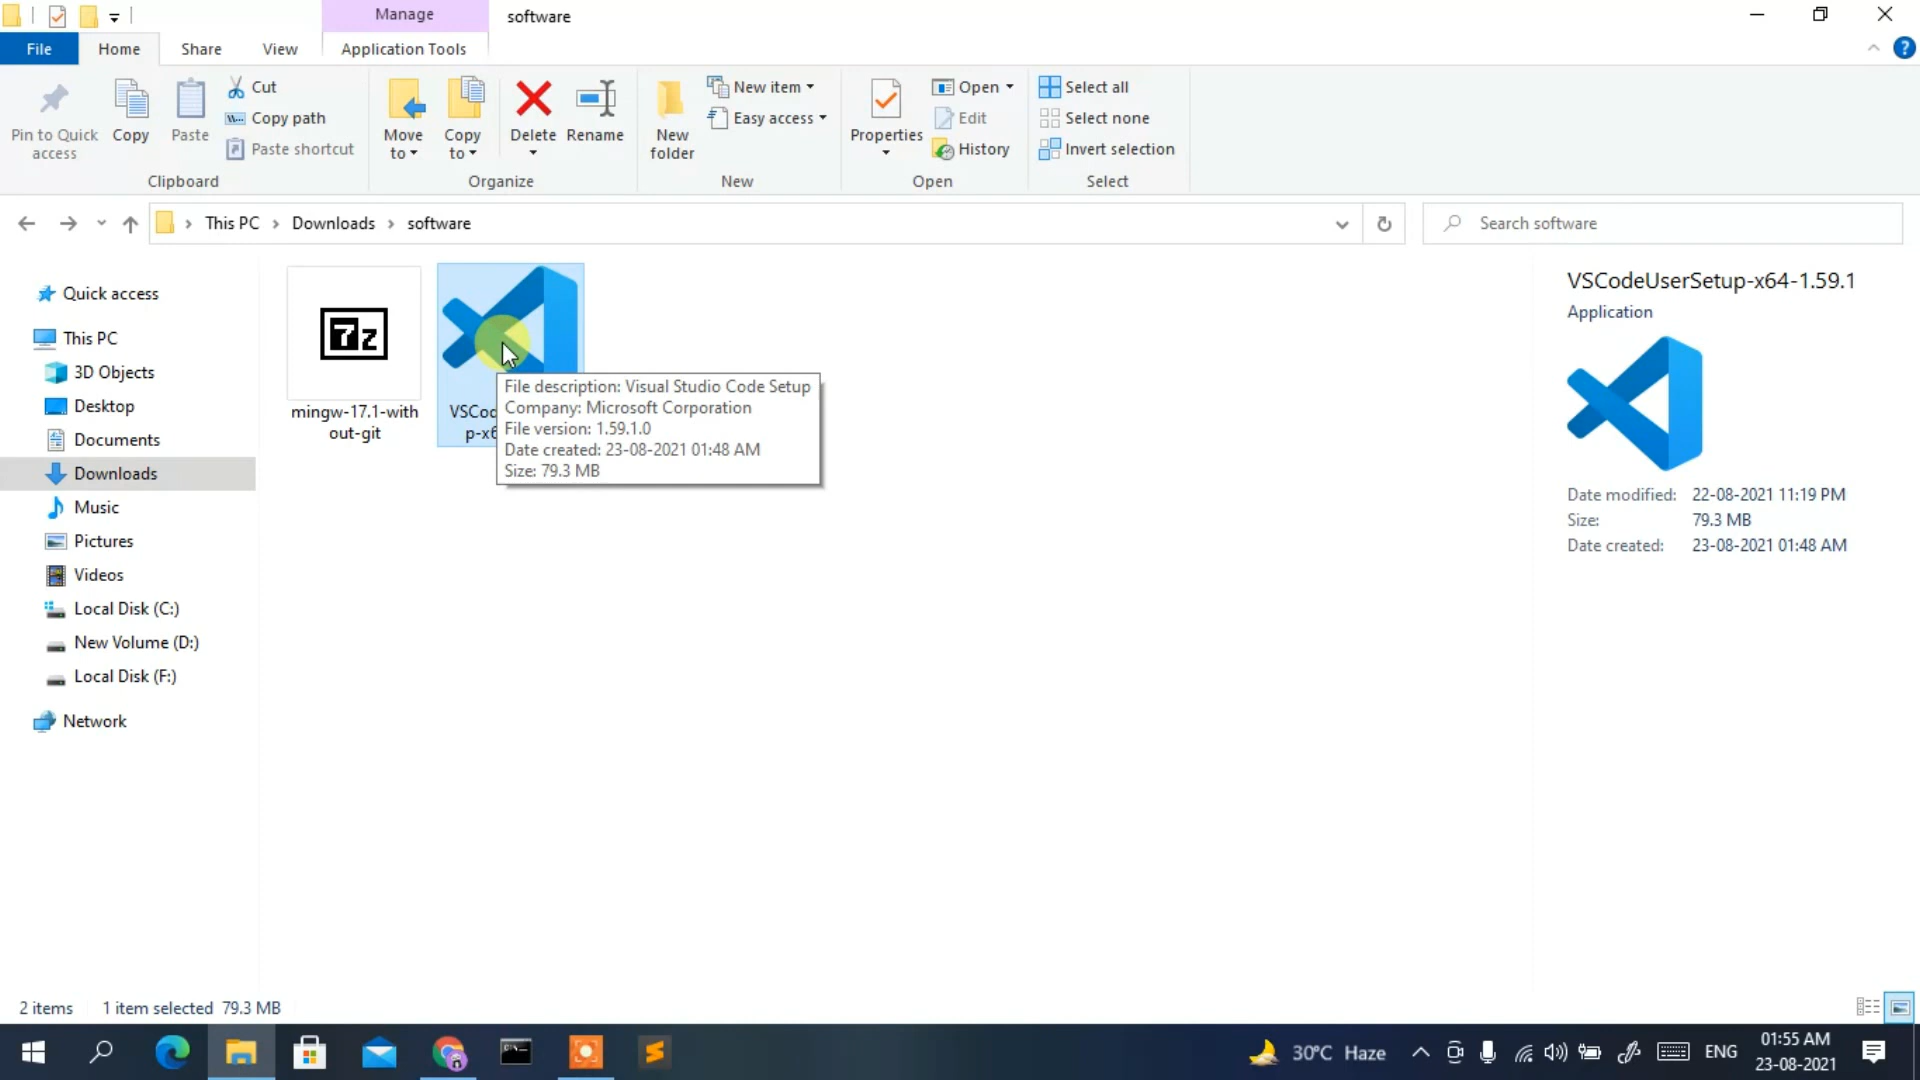 Manage
software
File
Home
Share
View
Application Tools
Pin to Quick
access
Copy
Paste
Cut
Copy path
Paste shortcut
Clipboard
Move
to
Copy
to
Delete
Rename
Organize
New
folder
New item
Easy access
New
Properties
Open
Edit
History
Open
Select all
Select none
Invert selection
Select
This PC
Downloads
software
Search software
Quick access
This PC
3D Objects
Desktop
Documents
Downloads
Music
Pictures
Videos
Local Disk (C:)
New Volume (D:)
Local Disk (F:)
Network
7z
mingw-17.1-with
out-git
VSCod
p-x6
File description: Visual Studio Code Setup
Company: Microsoft Corporation
File version: 1.59.1.0
Date created: 23-08-2021 01:48 AM
Size: 79.3 MB
VSCodeUserSetup-x64-1.59.1
Application
Date modified: 22-08-2021 11:19 PM
Size: 79.3 MB
Date created: 23-08-2021 01:48 AM
2 items
1 item selected 79.3 MB
30°C Haze
ENG
01:55 AM
23-08-2021